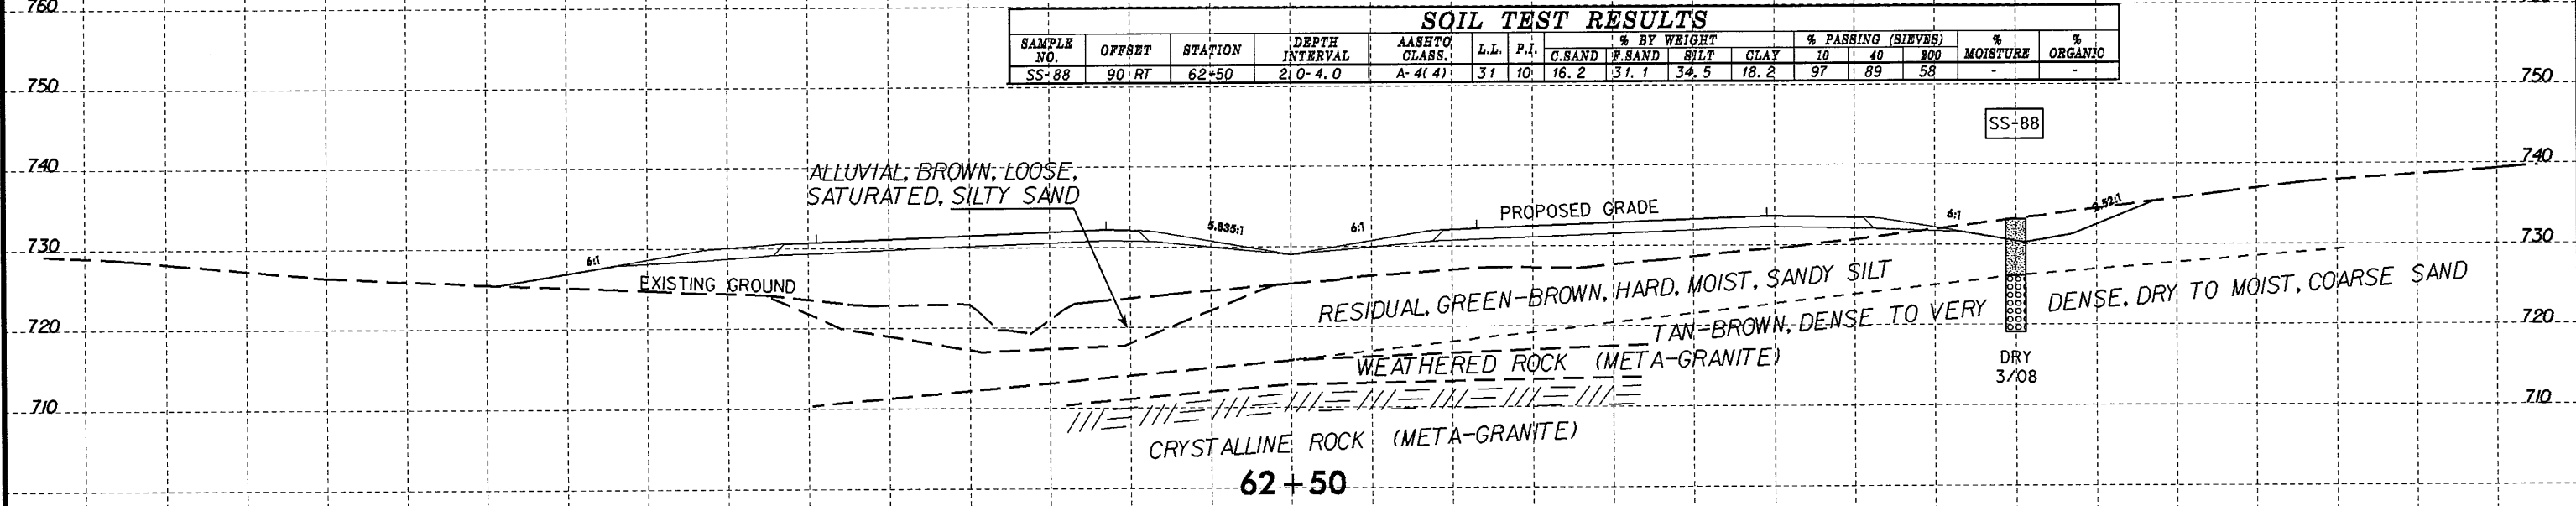 760
SOIL TEST RESULTS
SAMPLE NO. OFFSET STATION DEPTH INTERVAL AASHTO CLASS. L.L. P.I. % BY WEIGHT % PASSING (SIEVES) % MOISTURE % ORGANIC
C.SAND F.SAND SILT CLAY 10 40 200
SS-88 90 RT 62+50 2.0-4.0 A-4(4) 31 10 16.2 31.1 34.5 18.2 97 89 58 - -
750 750
SS-88
740 740
ALLUVIAL, BROWN, LOOSE,
SATURATED, SILTY SAND
PROPOSED GRADE
6:1 5.835:1 6:1 6:1 2.52:1
730 730
EXISTING GROUND
RESIDUAL, GREEN-BROWN, HARD, MOIST, SANDY SILT
720 720
TAN-BROWN, DENSE TO VERY DENSE, DRY TO MOIST, COARSE SAND
WEATHERED ROCK (META-GRANITE)
DRY
3/08
710 710
CRYSTALLINE ROCK (META-GRANITE)
62+50